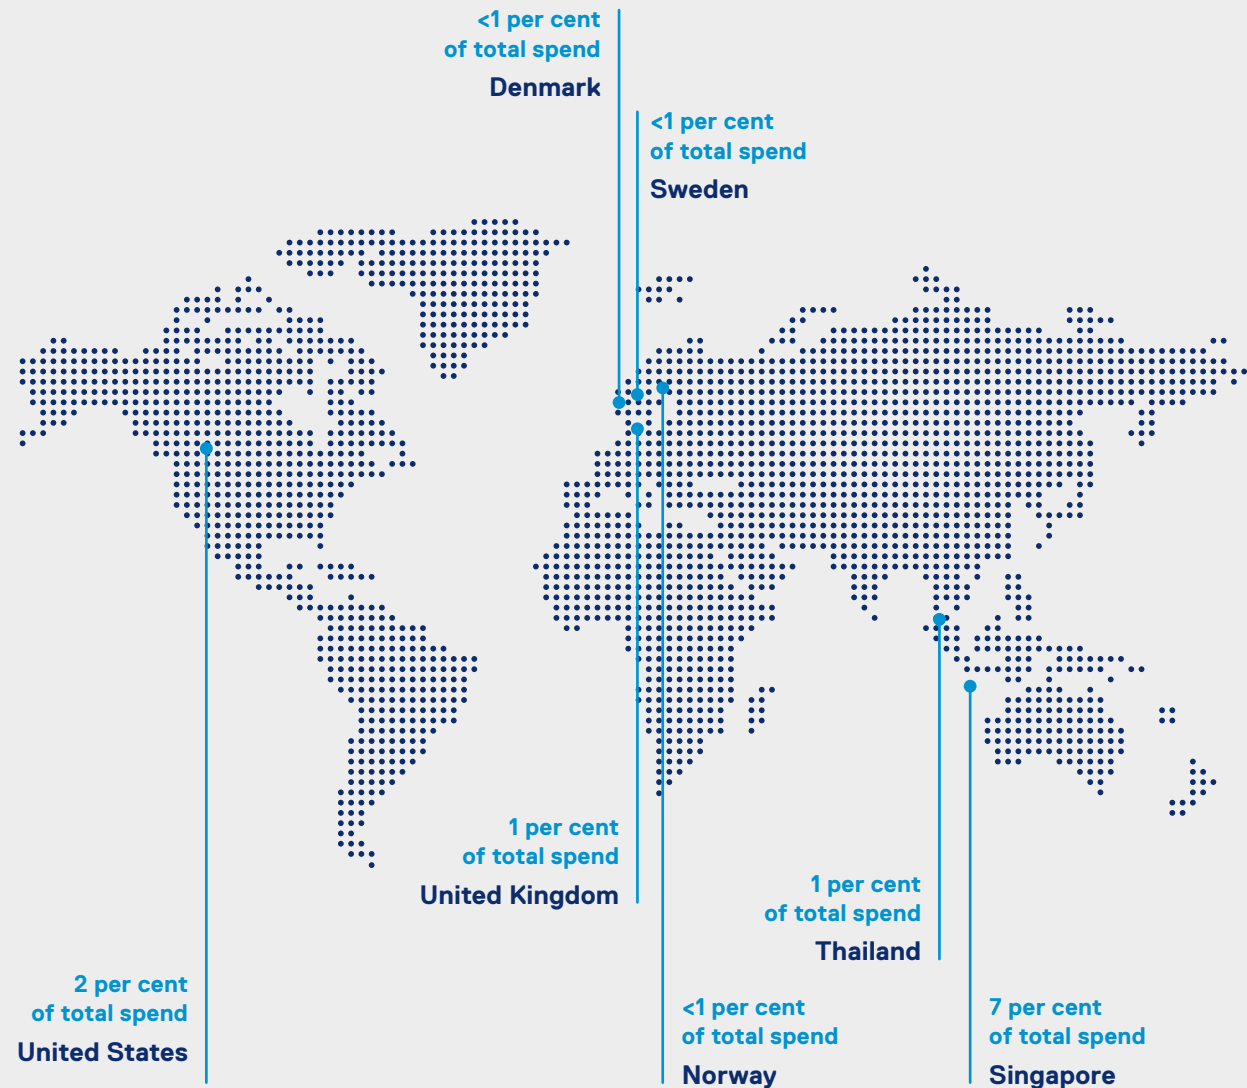 <1 per cent
of total spend
Denmark
<1 per cent
of total spend
Sweden
1 per cent
of total spend
United Kingdom
1 per cent
of total spend
Thailand
2 per cent
of total spend
United States
<1 per cent
of total spend
Norway
7 per cent
of total spend
Singapore